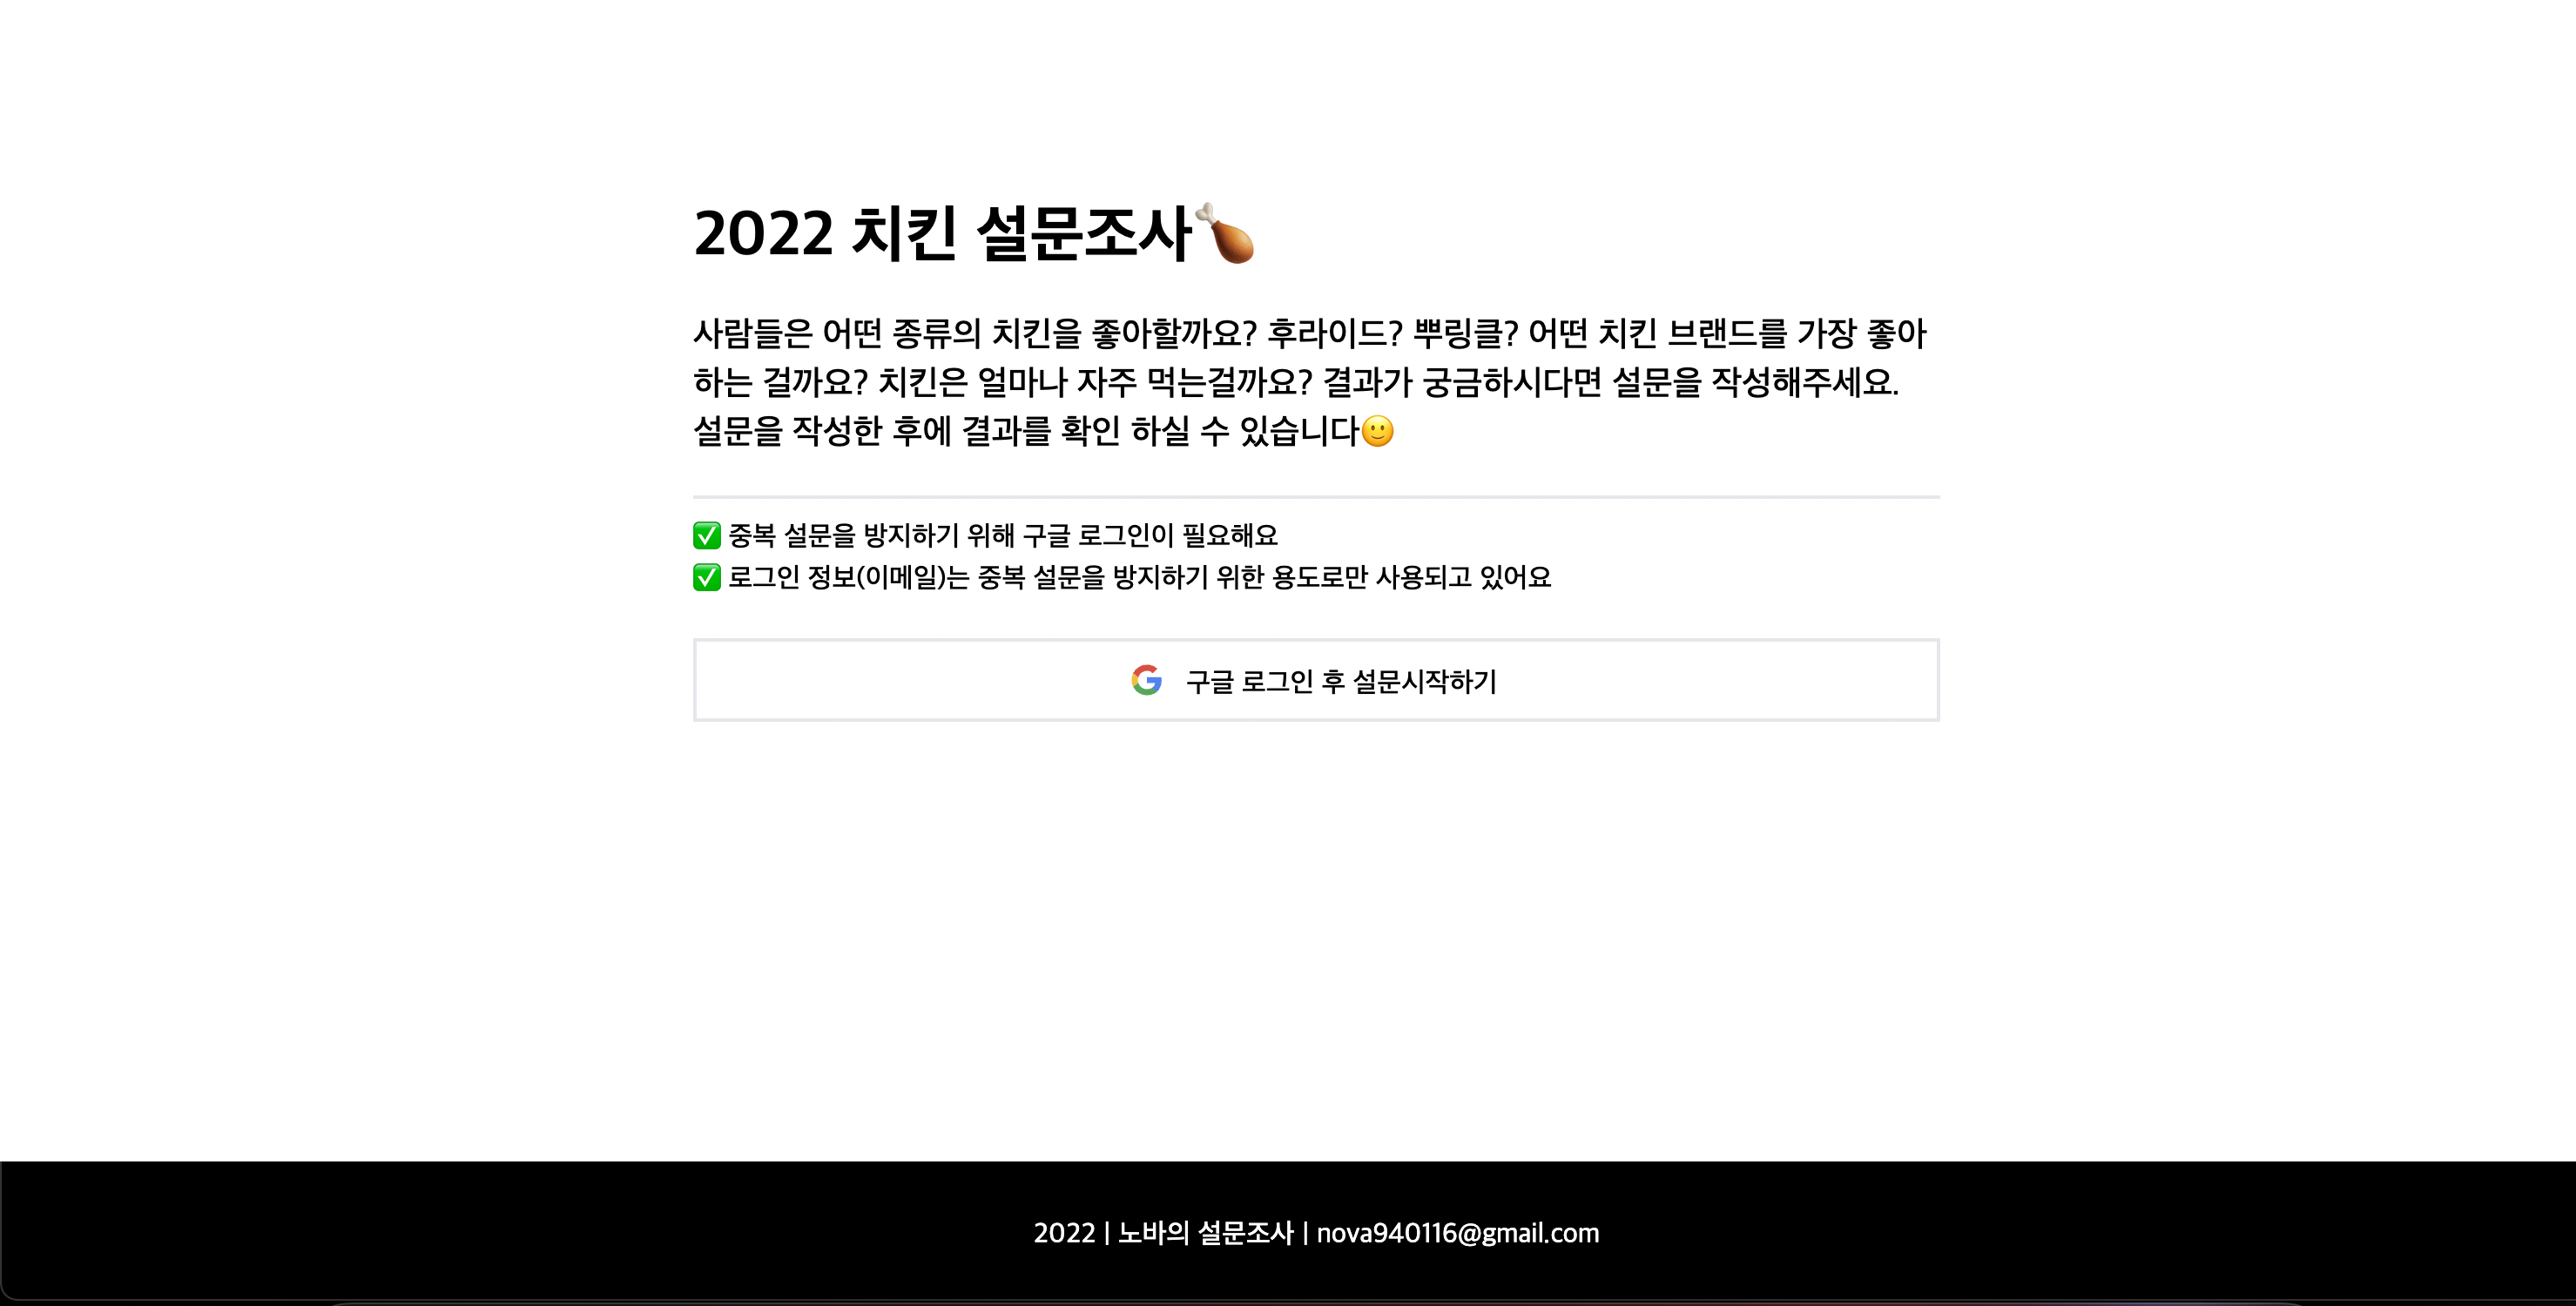 2022 치킨 설문조사🍗
사람들은 어떤 종류의 치킨을 좋아할까요? 후라이드? 뿌링클? 어떤 치킨 브랜드를 가장 좋아
하는 걸까요? 치킨은 얼마나 자주 먹는걸까요? 결과가 궁금하시다면 설문을 작성해주세요.
설문을 작성한 후에 결과를 확인 하실 수 있습니다🙂
✅ 중복 설문을 방지하기 위해 구글 로그인이 필요해요
✅ 로그인 정보(이메일)는 중복 설문을 방지하기 위한 용도로만 사용되고 있어요
구글 로그인 후 설문시작하기
2022 | 노바의 설문조사 | nova940116@gmail.com